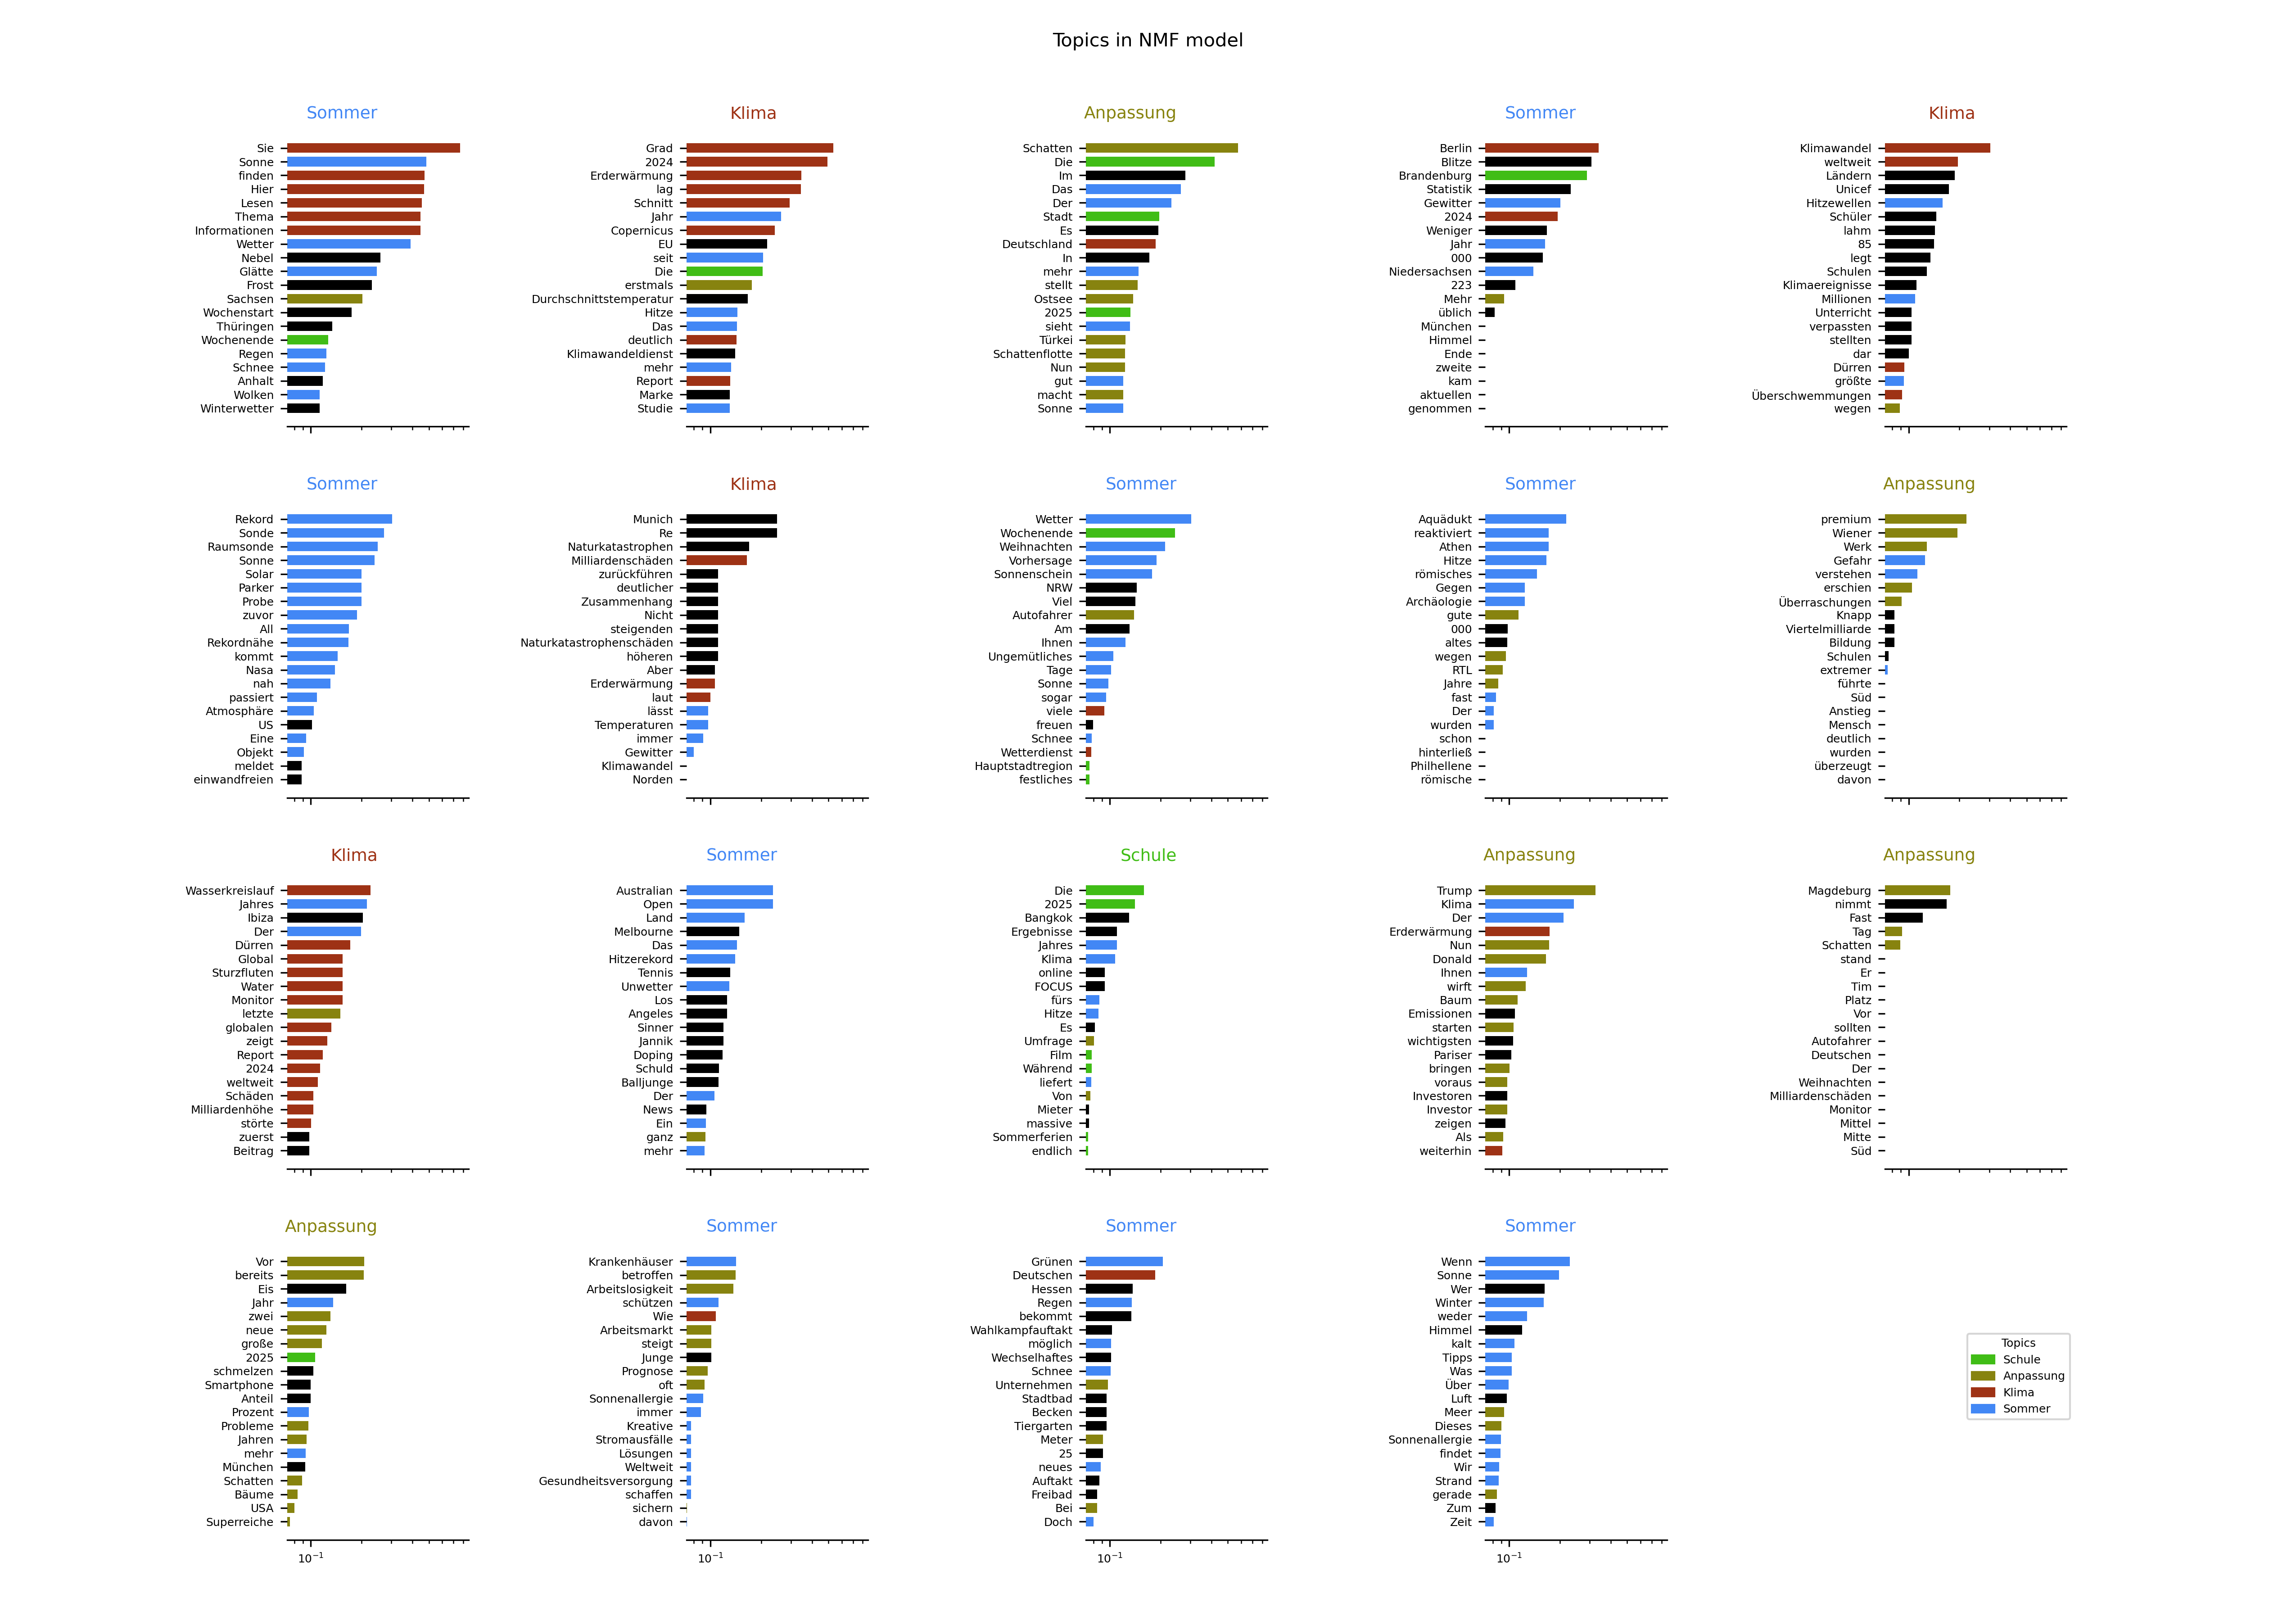 Topics in NMF model
Sommer
Sie
Sonne
finden
Hier
Lesen
Thema
Informationen
Wetter
Nebel
Glätte
Frost
Sachsen
Wochenstart
Thüringen
Wochenende
Regen
Schnee
Anhalt
Wolken
Winterwetter
Klima
Grad
2024
Erderwärmung
lag
Schnitt
Jahr
Copernicus
EU
seit
Die
erstmals
Durchschnittstemperatur
Hitze
Das
deutlich
Klimawandeldienst
mehr
Report
Marke
Studie
Anpassung
Schatten
Die
Im
Das
Der
Stadt
Es
Deutschland
In
mehr
stellt
Ostsee
2025
sieht
Türkei
Schattenflotte
Nun
gut
macht
Sonne
Sommer
Berlin
Blitze
Brandenburg
Statistik
Gewitter
2024
Weniger
Jahr
000
Niedersachsen
223
Mehr
üblich
München
Himmel
Ende
zweite
kam
aktuellen
genommen
Klima
Klimawandel
weltweit
Ländern
Unicef
Hitzewellen
Schüler
lahm
85
legt
Schulen
Klimaereignisse
Millionen
Unterricht
verpassten
stellten
dar
Dürren
größte
Überschwemmungen
wegen
Sommer
Rekord
Sonde
Raumsonde
Sonne
Solar
Parker
Probe
zuvor
All
Rekordnähe
kommt
Nasa
nah
passiert
Atmosphäre
US
Eine
Objekt
meldet
einwandfreien
Klima
Munich
Re
Naturkatastrophen
Milliardenschäden
zurückführen
deutlicher
Zusammenhang
Nicht
steigenden
Naturkatastrophenschäden
höheren
Aber
Erderwärmung
laut
lässt
Temperaturen
immer
Gewitter
Klimawandel
Norden
Sommer
Wetter
Wochenende
Weihnachten
Vorhersage
Sonnenschein
NRW
Viel
Autofahrer
Am
Ihnen
Ungemütliches
Tage
Sonne
sogar
viele
freuen
Schnee
Wetterdienst
Hauptstadtregion
festliches
Sommer
Aquädukt
reaktiviert
Athen
Hitze
römisches
Gegen
Archäologie
gute
000
altes
wegen
RTL
Jahre
fast
Der
wurden
schon
hinterließ
Philhellene
römische
Anpassung
premium
Wiener
Werk
Gefahr
verstehen
erschien
Überraschungen
Knapp
Viertelmilliarde
Bildung
Schulen
extremer
führte
Süd
Anstieg
Mensch
deutlich
wurden
überzeugt
davon
Klima
Wasserkreislauf
Jahres
Ibiza
Der
Dürren
Global
Sturzfluten
Water
Monitor
letzte
globalen
zeigt
Report
2024
weltweit
Schäden
Milliardenhöhe
störte
zuerst
Beitrag
Sommer
Australian
Open
Land
Melbourne
Das
Hitzerekord
Tennis
Unwetter
Los
Angeles
Sinner
Jannik
Doping
Schuld
Balljunge
Der
News
Ein
ganz
mehr
Schule
Die
2025
Bangkok
Ergebnisse
Jahres
Klima
online
FOCUS
fürs
Hitze
Es
Umfrage
Film
Während
liefert
Von
Mieter
massive
Sommerferien
endlich
Anpassung
Trump
Klima
Der
Erderwärmung
Nun
Donald
Ihnen
wirft
Baum
Emissionen
starten
wichtigsten
Pariser
bringen
voraus
Investoren
Investor
zeigen
Als
weiterhin
Anpassung
Magdeburg
nimmt
Fast
Tag
Schatten
stand
Er
Tim
Platz
Vor
sollten
Autofahrer
Deutschen
Der
Weihnachten
Milliardenschäden
Monitor
Mittel
Mitte
Süd
Anpassung
Vor
bereits
Eis
Jahr
zwei
neue
große
2025
schmelzen
Smartphone
Anteil
Prozent
Probleme
Jahren
mehr
München
Schatten
Bäume
USA
Superreiche
10⁻¹
Sommer
Krankenhäuser
betroffen
Arbeitslosigkeit
schützen
Wie
Arbeitsmarkt
steigt
Junge
Prognose
oft
Sonnenallergie
immer
Kreative
Stromausfälle
Lösungen
Weltweit
Gesundheitsversorgung
schaffen
sichern
davon
10⁻¹
Sommer
Grünen
Deutschen
Hessen
Regen
bekommt
Wahlkampfauftakt
möglich
Wechselhaftes
Schnee
Unternehmen
Stadtbad
Becken
Tiergarten
Meter
25
neues
Auftakt
Freibad
Bei
Doch
10⁻¹
Sommer
Wenn
Sonne
Wer
Winter
weder
Himmel
kalt
Tipps
Was
Über
Luft
Meer
Dieses
Sonnenallergie
findet
Wir
Strand
gerade
Zum
Zeit
10⁻¹
Topics
Schule
Anpassung
Klima
Sommer